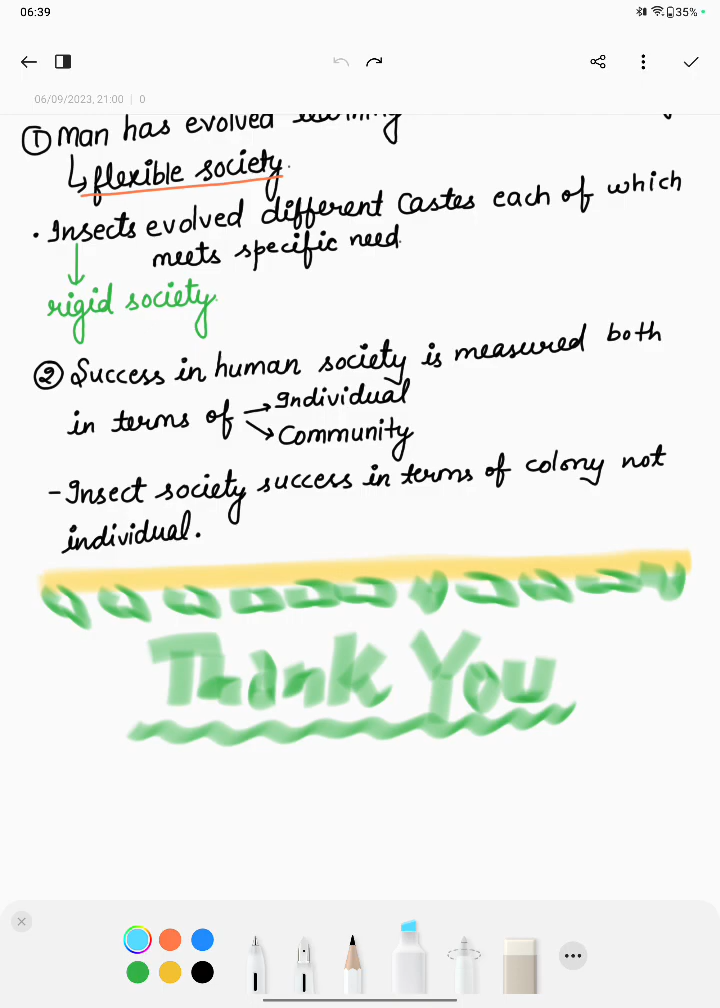 06:39
35%
06/09/2023, 21:00 | 0
① Man has evolved learning
↳ flexible society.
· Insects evolved different Castes each of which
meets specific need.
↓
rigid society.
② Success in human society is measured both
in terms of → Individual
→ Community
- Insect society success in terms of colony not
individual.
Thank You